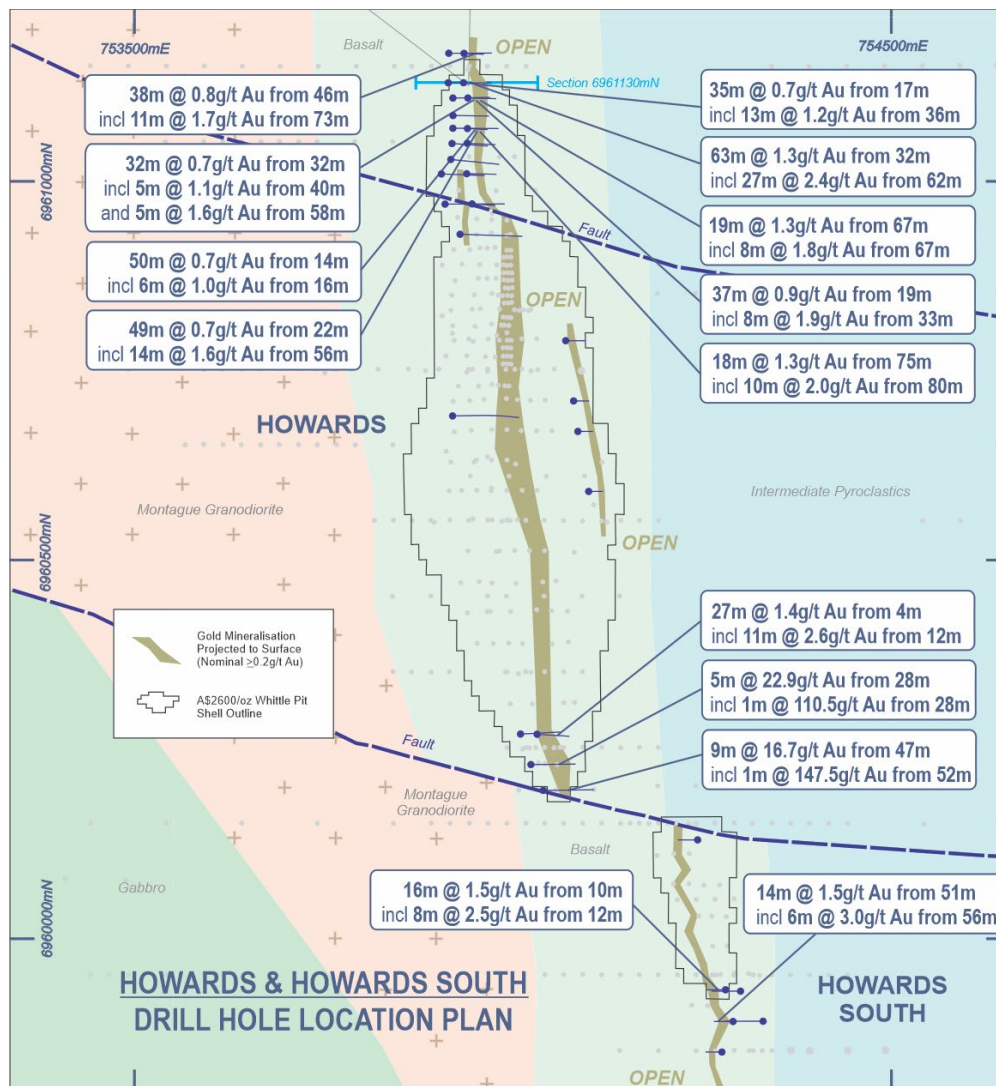 753500mE
754500mE
Basalt
OPEN
Section 6961130mN
38m @ 0.8g/t Au from 46m
incl 11m @ 1.7g/t Au from 73m
35m @ 0.7g/t Au from 17m
incl 13m @ 1.2g/t Au from 36m
6961000mN
32m @ 0.7g/t Au from 32m
incl 5m @ 1.1g/t Au from 40m
and 5m @ 1.6g/t Au from 58m
63m @ 1.3g/t Au from 32m
incl 27m @ 2.4g/t Au from 62m
19m @ 1.3g/t Au from 67m
incl 8m @ 1.8g/t Au from 67m
Fault
50m @ 0.7g/t Au from 14m
incl 6m @ 1.0g/t Au from 16m
37m @ 0.9g/t Au from 19m
incl 8m @ 1.9g/t Au from 33m
OPEN
49m @ 0.7g/t Au from 22m
incl 14m @ 1.6g/t Au from 56m
18m @ 1.3g/t Au from 75m
incl 10m @ 2.0g/t Au from 80m
HOWARDS
Intermediate Pyroclastics
Montague Granodiorite
OPEN
6960500mN
27m @ 1.4g/t Au from 4m
incl 11m @ 2.6g/t Au from 12m
Gold Mineralisation
Projected to Surface
(Nominal ≥0.2g/t Au)
A$2600/oz Whittle Pit
Shell Outline
5m @ 22.9g/t Au from 28m
incl 1m @ 110.5g/t Au from 28m
Fault
9m @ 16.7g/t Au from 47m
incl 1m @ 147.5g/t Au from 52m
Montague
Granodiorite
Basalt
Gabbro
16m @ 1.5g/t Au from 10m
incl 8m @ 2.5g/t Au from 12m
14m @ 1.5g/t Au from 51m
incl 6m @ 3.0g/t Au from 56m
6960000mN
HOWARDS & HOWARDS SOUTH
DRILL HOLE LOCATION PLAN
HOWARDS
SOUTH
OPEN